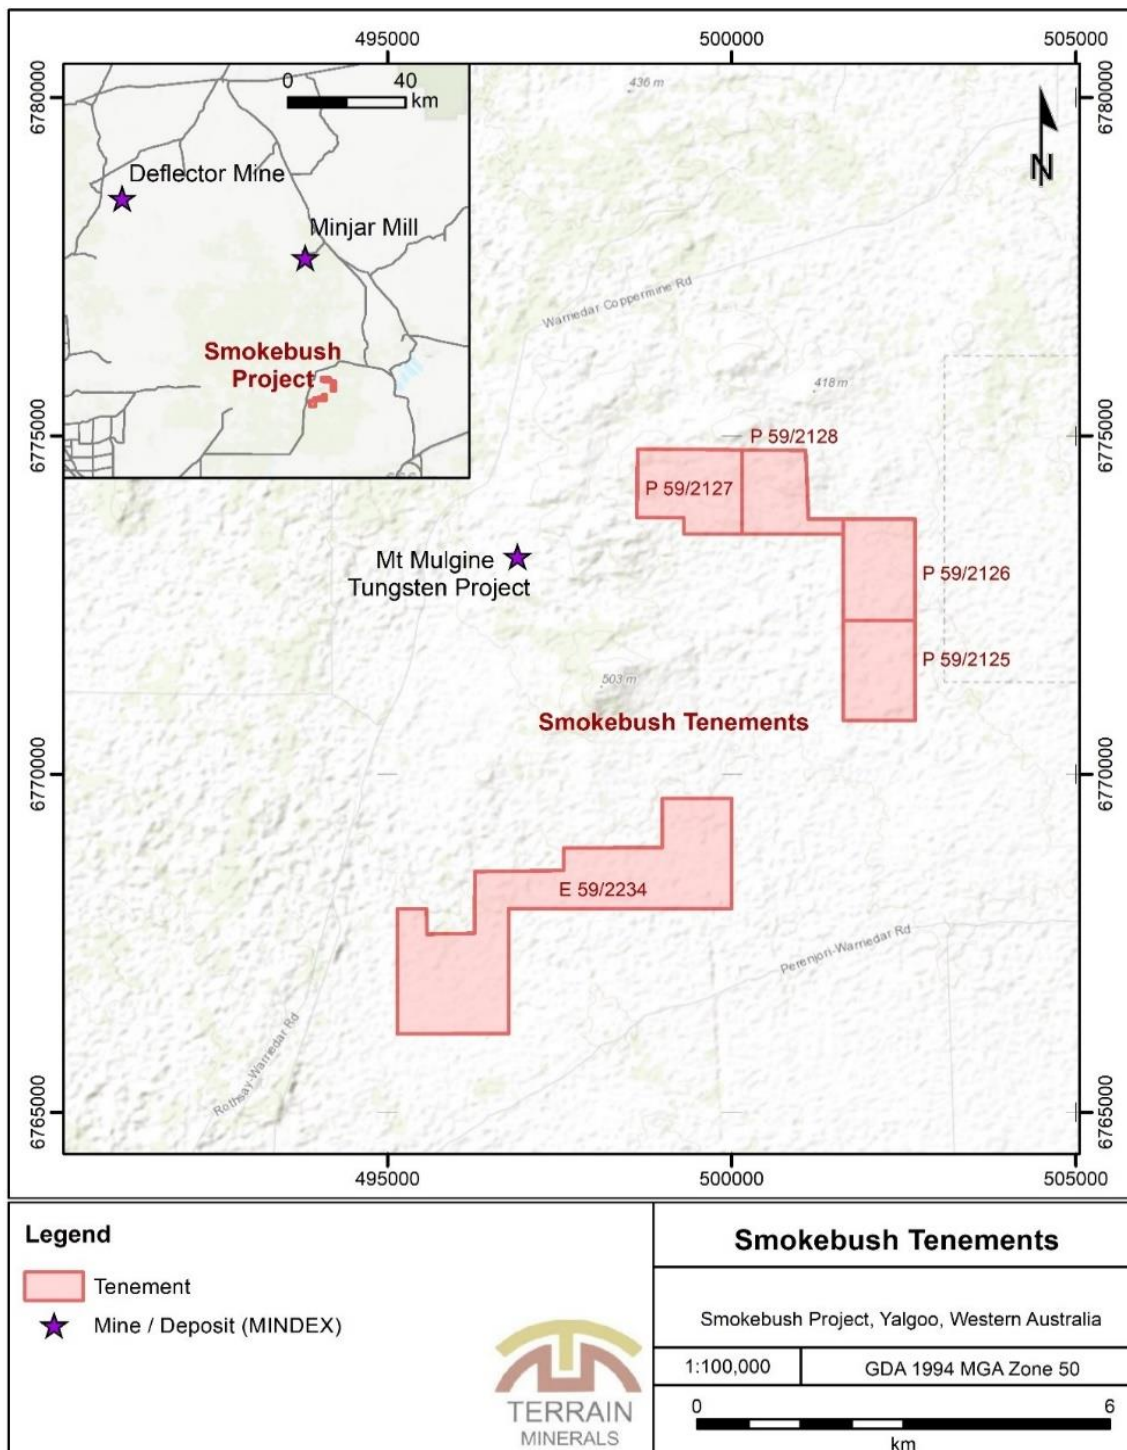 495000
500000
505000
6780000
6780000
0
40
km
436 m
N
Deflector Mine
Minjar Mill
Warriedar Coppermine Rd
Smokebush
Project
418 m
6775000
6775000
P 59/2128
P 59/2127
Mt Mulgine
Tungsten Project
P 59/2126
P 59/2125
503 m
Smokebush Tenements
6770000
6770000
E 59/2234
Perenjori-Warriedar Rd
Rothsay-Warriedar Rd
6765000
6765000
495000
500000
505000
Legend
Tenement
Mine / Deposit (MINDEX)
TERRAIN
MINERALS
Smokebush Tenements
Smokebush Project, Yalgoo, Western Australia
1:100,000
GDA 1994 MGA Zone 50
0
6
km